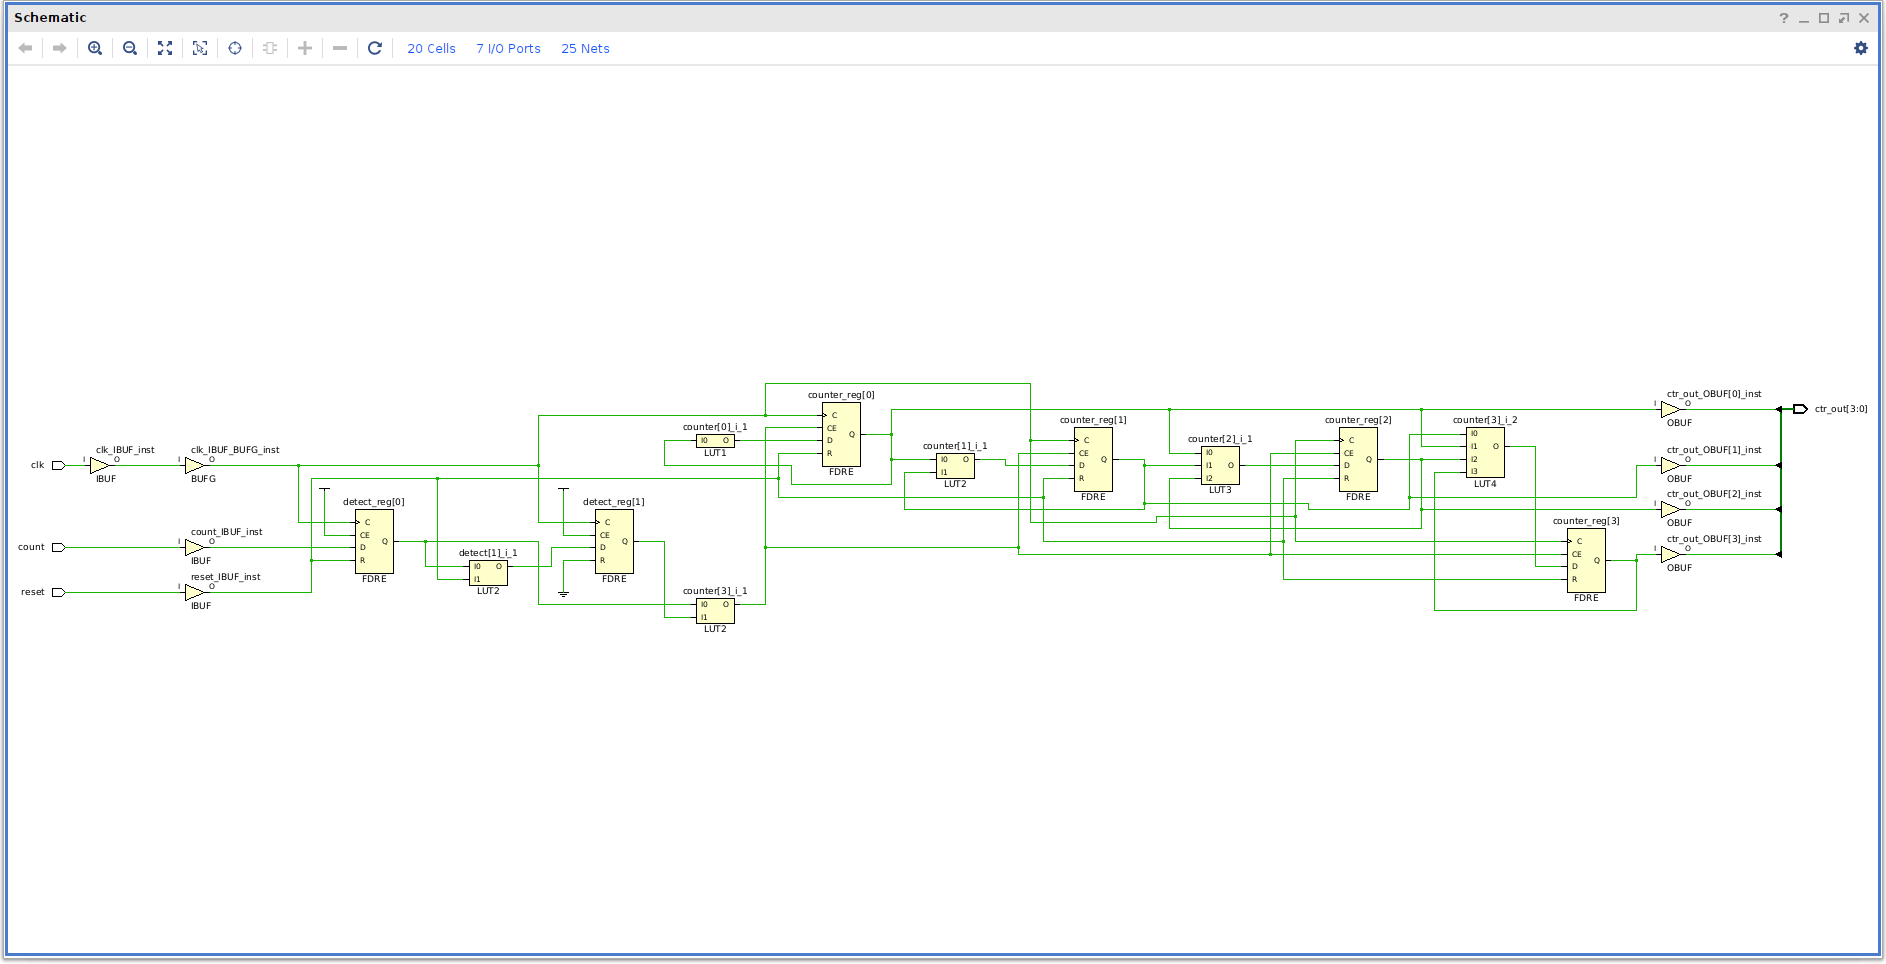 Schematic
20 Cells 7 I/O Ports 25 Nets
clk
I
clk_IBUF_inst
O
IBUF
I
clk_IBUF_BUFG_inst
O
BUFG
count
I
count_IBUF_inst
O
IBUF
reset
I
reset_IBUF_inst
O
IBUF
detect_reg[0]
C
CE
D
R
Q
FDRE
detect[1]_i_1
I0 O
I1
LUT2
detect_reg[1]
C
CE
D
R
Q
FDRE
counter[0]_i_1
I0 O
LUT1
counter[3]_i_1
I0 O
I1
LUT2
counter_reg[0]
C
CE
D
R
Q
FDRE
counter[1]_i_1
I0 O
I1
LUT2
counter_reg[1]
C
CE
D
R
Q
FDRE
counter[2]_i_1
I0
I1 O
I2
LUT3
counter_reg[2]
C
CE
D
R
Q
FDRE
counter[3]_i_2
I0
I1 O
I2
I3
LUT4
counter_reg[3]
C
CE
D
R
Q
FDRE
ctr_out_OBUF[0]_inst
I O
OBUF
ctr_out_OBUF[1]_inst
I O
OBUF
ctr_out_OBUF[2]_inst
I O
OBUF
ctr_out_OBUF[3]_inst
I O
OBUF
ctr_out[3:0]